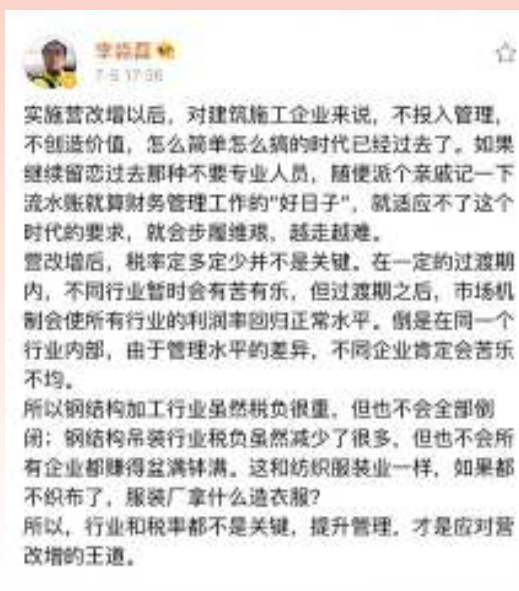 7-5 17:36
实施营改增以后，对建筑施工企业来说，不投入管理，
不创造价值，怎么简单怎么搞的时代已经过去了。如果
继续留恋过去那种不要专业人员，随便派个亲戚记一下
流水账就算财务管理工作的"好日子"，就适应不了这个
时代的要求，就会步履维艰、越走越难。
营改增后，税率定多定少并不是关键。在一定的过渡期
内，不同行业暂时会有苦有乐，但过渡期之后，市场机
制会使所有行业的利润率回归正常水平。倒是在同一个
行业内部，由于管理水平的差异，不同企业肯定会苦乐
不均。
所以钢结构加工行业虽然税负很重，但也不会全部倒
闭；钢结构吊装行业税负虽然减少了很多，但也不会所
有企业都赚得盆满钵满。这和纺织服装业一样，如果都
不织布了，服装厂拿什么造衣服？
所以，行业和税率都不是关键，提升管理，才是应对营
改增的王道。